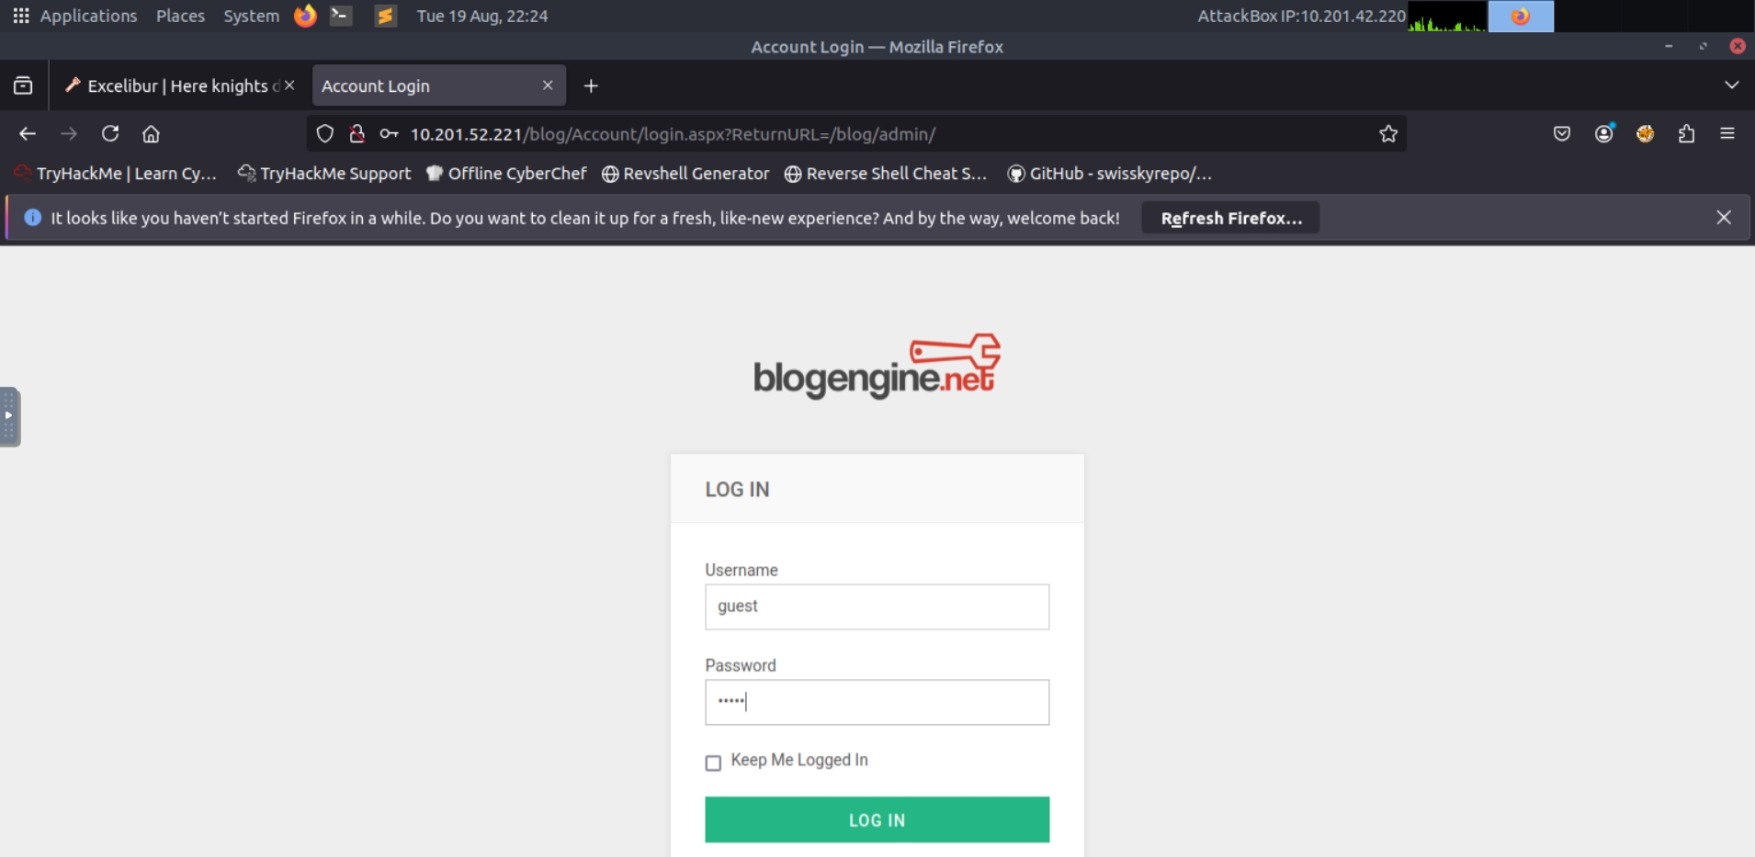 Applications Places System Tue 19 Aug, 22:24 AttackBox IP:10.201.42.220
Account Login — Mozilla Firefox
Excelibur | Here knights d Account Login
10.201.52.221/blog/Account/login.aspx?ReturnURL=/blog/admin/
TryHackMe | Learn Cy... TryHackMe Support Offline CyberChef Revshell Generator Reverse Shell Cheat S... GitHub - swisskyrepo/...
It looks like you haven’t started Firefox in a while. Do you want to clean it up for a fresh, like-new experience? And by the way, welcome back! Refresh Firefox...
blogengine.net
LOG IN
Username
guest
Password
•••••
Keep Me Logged In
LOG IN